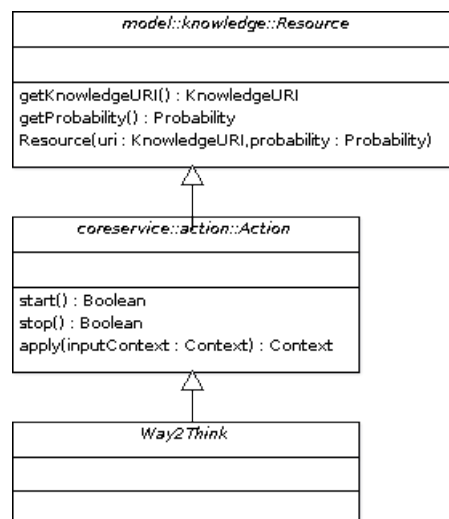 model::knowledge::Resource
getKnowledgeURI() : KnowledgeURI
getProbability() : Probability
Resource(uri : KnowledgeURI,probability : Probability)
coreservice::action::Action
start() : Boolean
stop() : Boolean
apply(inputContext : Context) : Context
Way2Think